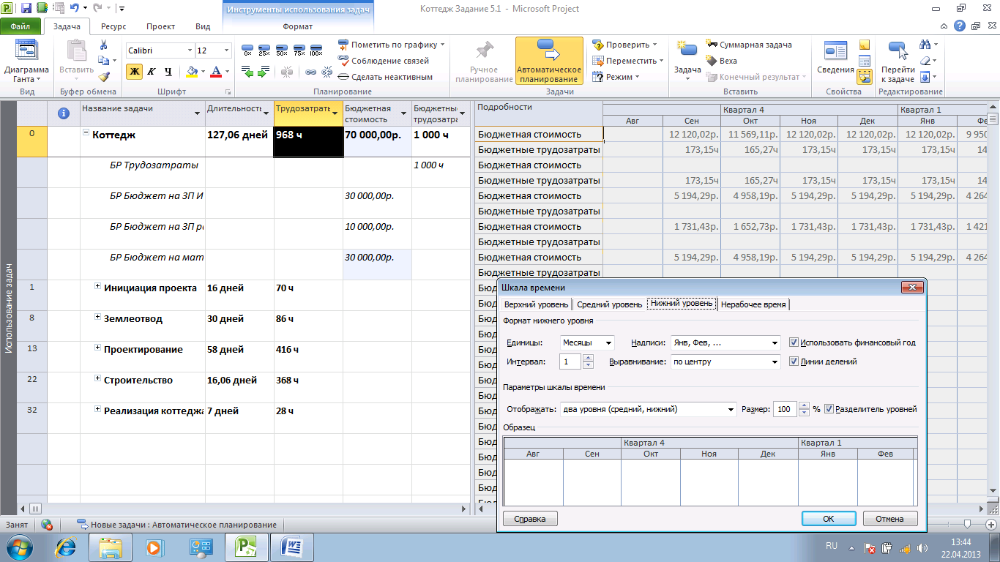 Инструменты использования задач
Коттедж Задание 5.1 - Microsoft Project
Файл Задача Ресурс Проект Вид Формат
Диаграмма Ганта
Вставить
Calibri 12
Ж К Ч
0% 25% 50% 75% 100%
Пометить по графику
Соблюдение связей
Сделать неактивным
Ручное планирование
Автоматическое планирование
Проверить
Переместить
Режим
Задача
Суммарная задача
Веха
Конечный результат
Сведения
Перейти к задаче
Вид Буфер обмена Шрифт Планирование Задачи Вставить Свойства Редактирование
Использование задач
Название задачи Длительность Трудозатраты Бюджетная стоимость Бюджетные трудозатра
0 Коттедж 127,06 дней 968 ч 70 000,00р. 1 000 ч
БР Трудозатраты 1 000 ч
БР Бюджет на ЗП И 30 000,00р.
БР Бюджет на ЗП р 10 000,00р.
БР Бюджет на мат 30 000,00р.
1 Инициация проекта 16 дней 70 ч
8 Землеотвод 30 дней 86 ч
13 Проектирование 58 дней 416 ч
22 Строительство 16,06 дней 368 ч
32 Реализация коттеджа 7 дней 28 ч
Подробности Квартал 4 Квартал 1
Авг Сен Окт Ноя Дек Янв Фе
Бюджетная стоимость 12 120,02р. 11 569,11р. 12 120,02р. 12 120,02р. 12 120,02р. 9 950
Бюджетные трудозатраты 173,15ч 165,27ч 173,15ч 173,15ч 173,15ч 14
Бюджетная стоимость
Бюджетные трудозатраты 173,15ч 165,27ч 173,15ч 173,15ч 173,15ч 14
Бюджетная стоимость 5 194,29р. 4 958,19р. 5 194,29р. 5 194,29р. 5 194,29р. 4 264
Бюджетные трудозатраты
Бюджетная стоимость 1 731,43р. 1 652,73р. 1 731,43р. 1 731,43р. 1 731,43р. 1 421
Бюджетные трудозатраты
Бюджетная стоимость 5 194,29р. 4 958,19р. 5 194,29р. 5 194,29р. 5 194,29р. 4 264
Бюджетные трудозатраты
Бюд
Бюд
Бюд
Бюд
Бюд
Бюд
Бюд
Бюд
Бюд
Бюд
Бюд
Бюд
Бюд
Бюд
Шкала времени
Верхний уровень Средний уровень Нижний уровень Нерабочее время
Формат нижнего уровня
Единицы: Месяцы Надписи: Янв, Фев, ... Использовать финансовый год
Интервал: 1 Выравнивание: по центру Линии делений
Параметры шкалы времени
Отображать: два уровня (средний, нижний) Размер: 100 % Разделитель уровней
Образец
Квартал 4 Квартал 1
Авг Сен Окт Ноя Дек Янв Фев
Справка ОК Отмена
Занят Новые задачи : Автоматическое планирование
RU 13:44
22.04.2013